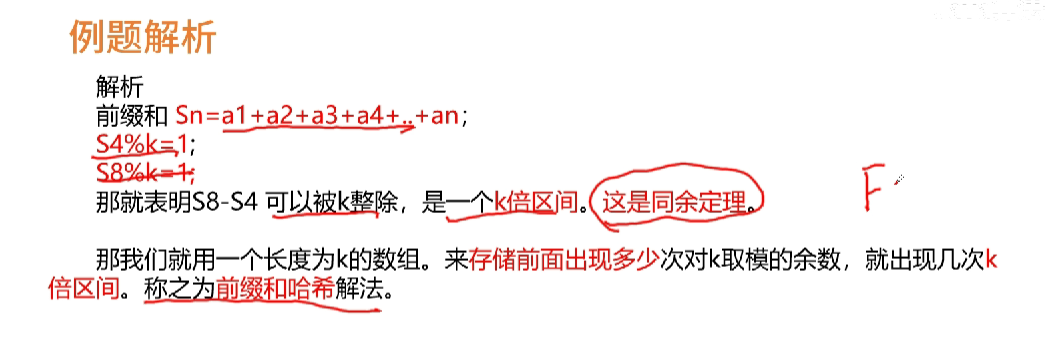 例题解析
解析
前缀和 Sn=a1+a2+a3+a4+..+an;
S4%k=1;
S8%k=1;
那就表明S8-S4 可以被k整除，是一个k倍区间。这是同余定理。
F
那我们就用一个长度为k的数组。来存储前面出现多少次对k取模的余数，就出现几次k
倍区间。称之为前缀和哈希解法。